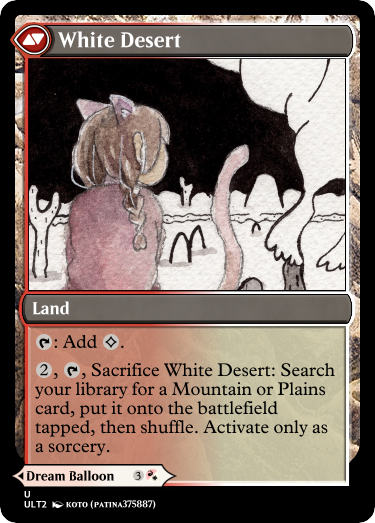 White Desert
Land
: Add .
2, , Sacrifice White Desert: Search
your library for a Mountain or Plains
card, put it onto the battlefield
tapped, then shuffle. Activate only as
a sorcery.
Dream Balloon 3
U
ULT2 KOTO (PATINA375887)